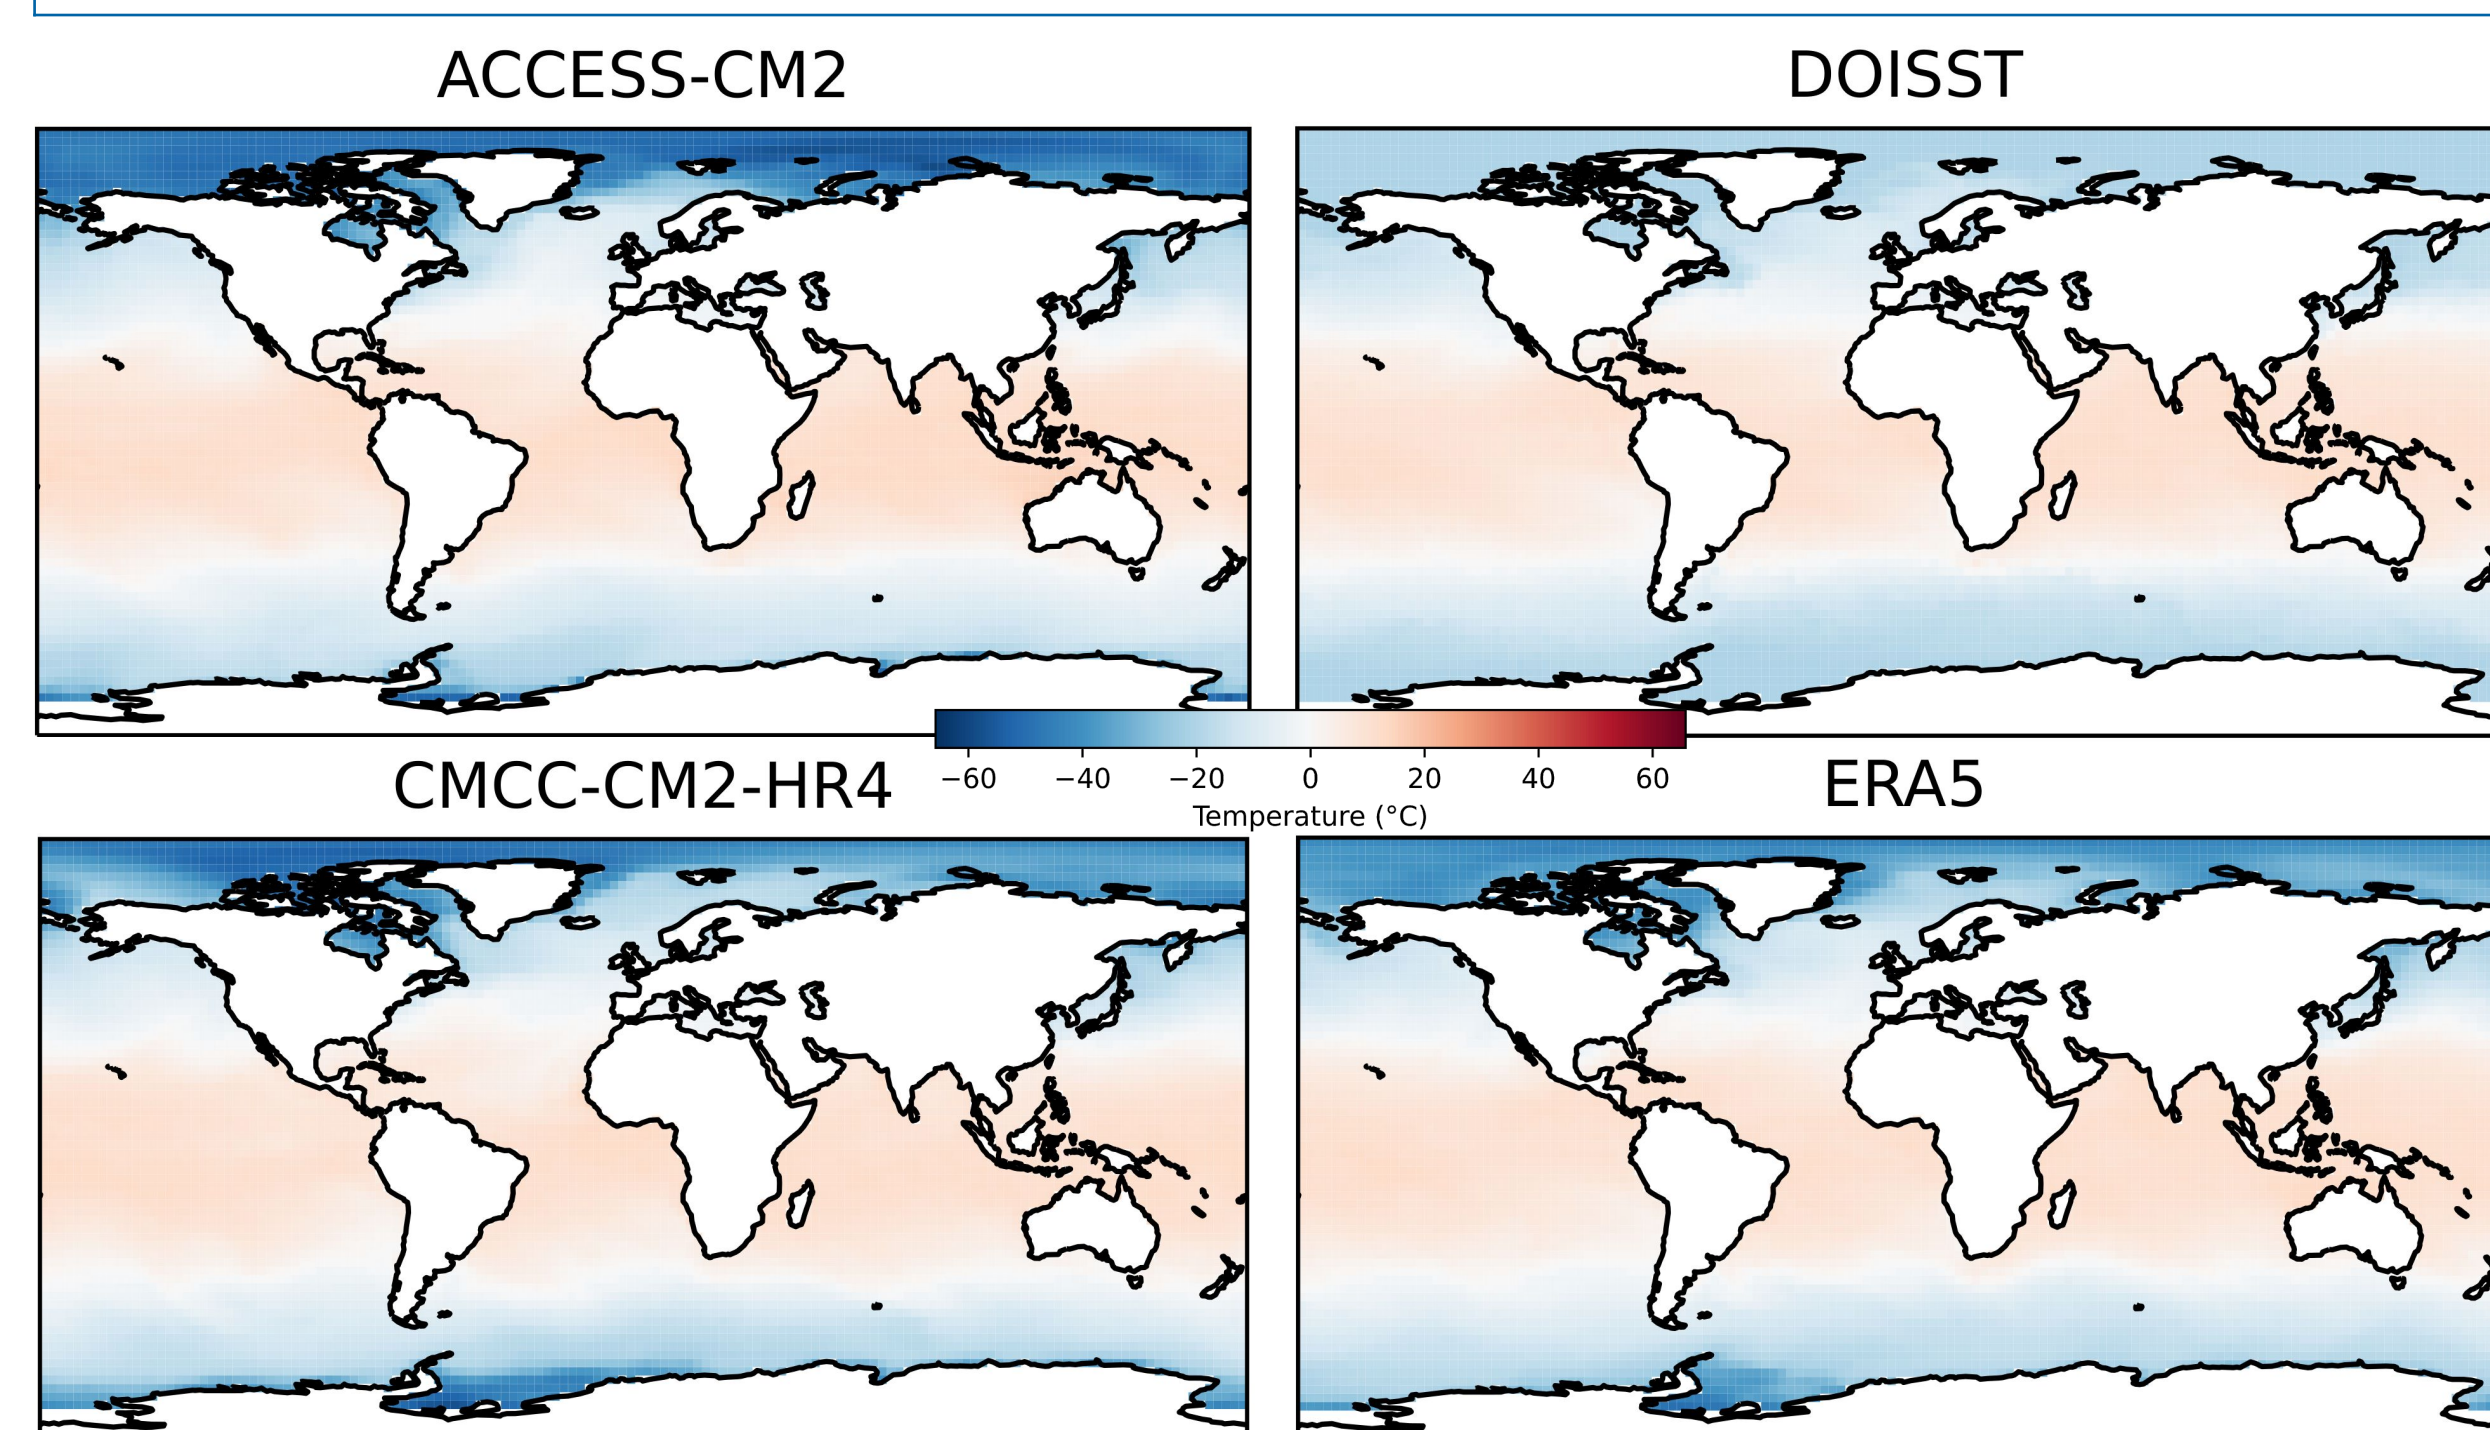 ACCESS-CM2
DOISST
CMCC-CM2-HR4
−60 −40 −20 0 20 40 60
Temperature (°C)
ERA5